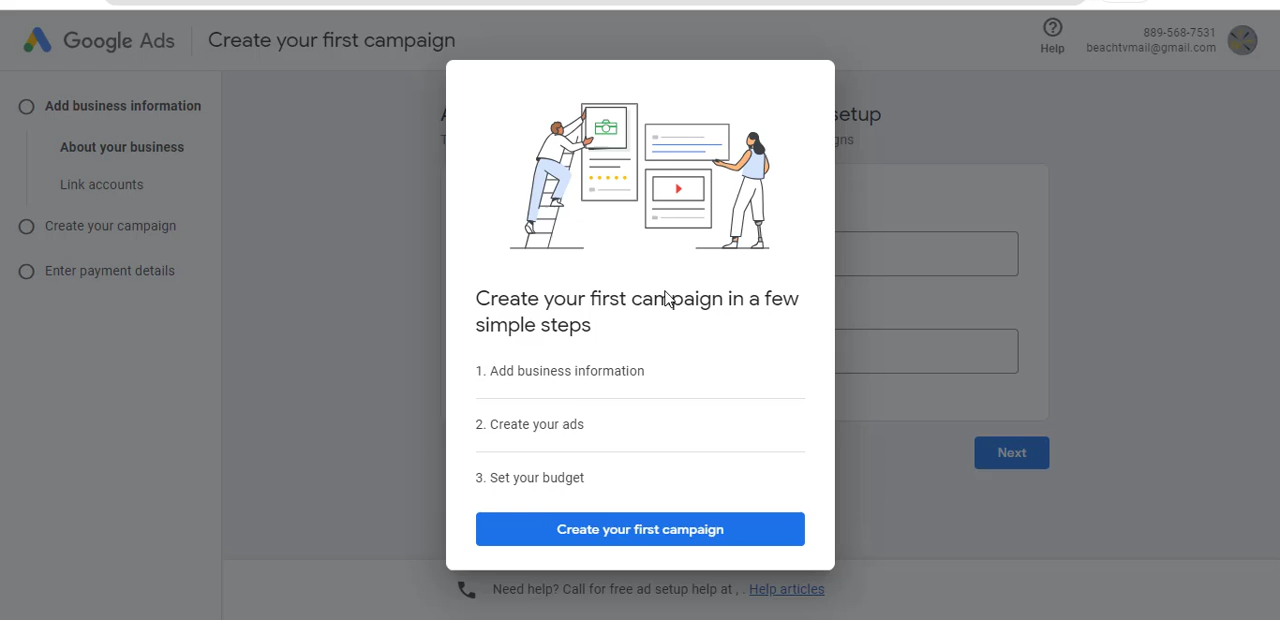 Google Ads
Create your first campaign
Help
889-568-7531
beachtvmail@gmail.com
Add business information
About your business
Link accounts
Create your campaign
Enter payment details
setup
gns
Create your first campaign in a few
simple steps
1. Add business information
2. Create your ads
3. Set your budget
Create your first campaign
Next
Need help? Call for free ad setup help at , . Help articles